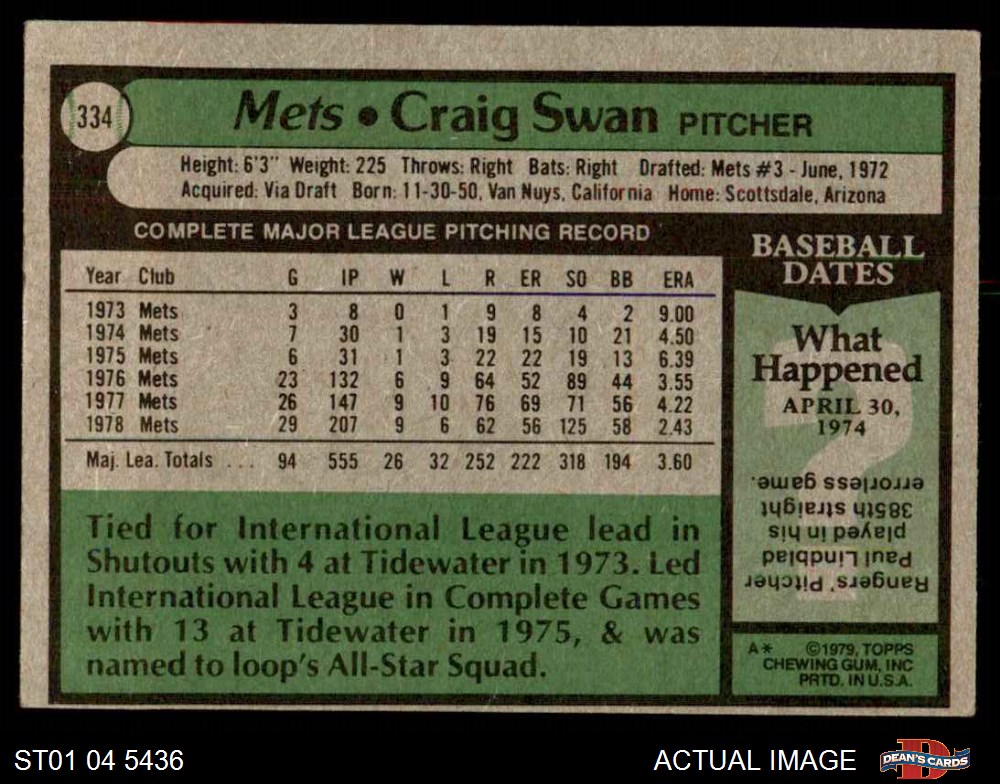 334
Mets • Craig Swan PITCHER
Height: 6'3" Weight: 225 Throws: Right Bats: Right Drafted: Mets #3 - June, 1972
Acquired: Via Draft Born: 11-30-50, Van Nuys, California Home: Scottsdale, Arizona
COMPLETE MAJOR LEAGUE PITCHING RECORD
Year Club G IP W L R ER SO BB ERA
1973 Mets 3 8 0 1 9 8 4 2 9.00
1974 Mets 7 30 1 3 19 15 10 21 4.50
1975 Mets 6 31 1 3 22 22 19 13 6.39
1976 Mets 23 132 6 9 64 52 89 44 3.55
1977 Mets 26 147 9 10 76 69 71 56 4.22
1978 Mets 29 207 9 6 62 56 125 58 2.43
Maj. Lea. Totals ... 94 555 26 32 252 222 318 194 3.60
Tied for International League lead in
Shutouts with 4 at Tidewater in 1973. Led
International League in Complete Games
with 13 at Tidewater in 1975, & was
named to loop's All-Star Squad.
BASEBALL
DATES
What
Happened
APRIL 30,
1974
?
Rangers' Pitcher
Paul Lindblad
played in his
385th straight
errorless game.
A* ©1979, TOPPS
CHEWING GUM, INC
PRTD. IN U.S.A.
ST01 04 5436
ACTUAL IMAGE
D
DEAN'S CARDS